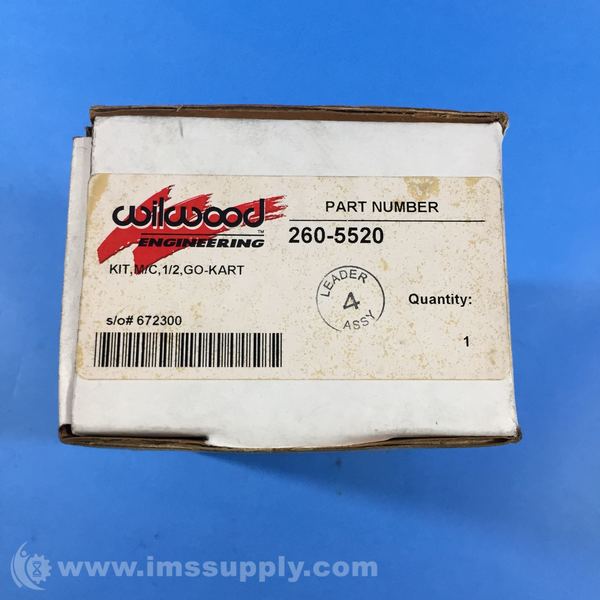 wilwood™
ENGINEERING
PART NUMBER
260-5520
KIT,M/C,1/2,GO-KART
LEADER
4
ASSY
Quantity:
1
s/o# 672300
www.imssupply.com